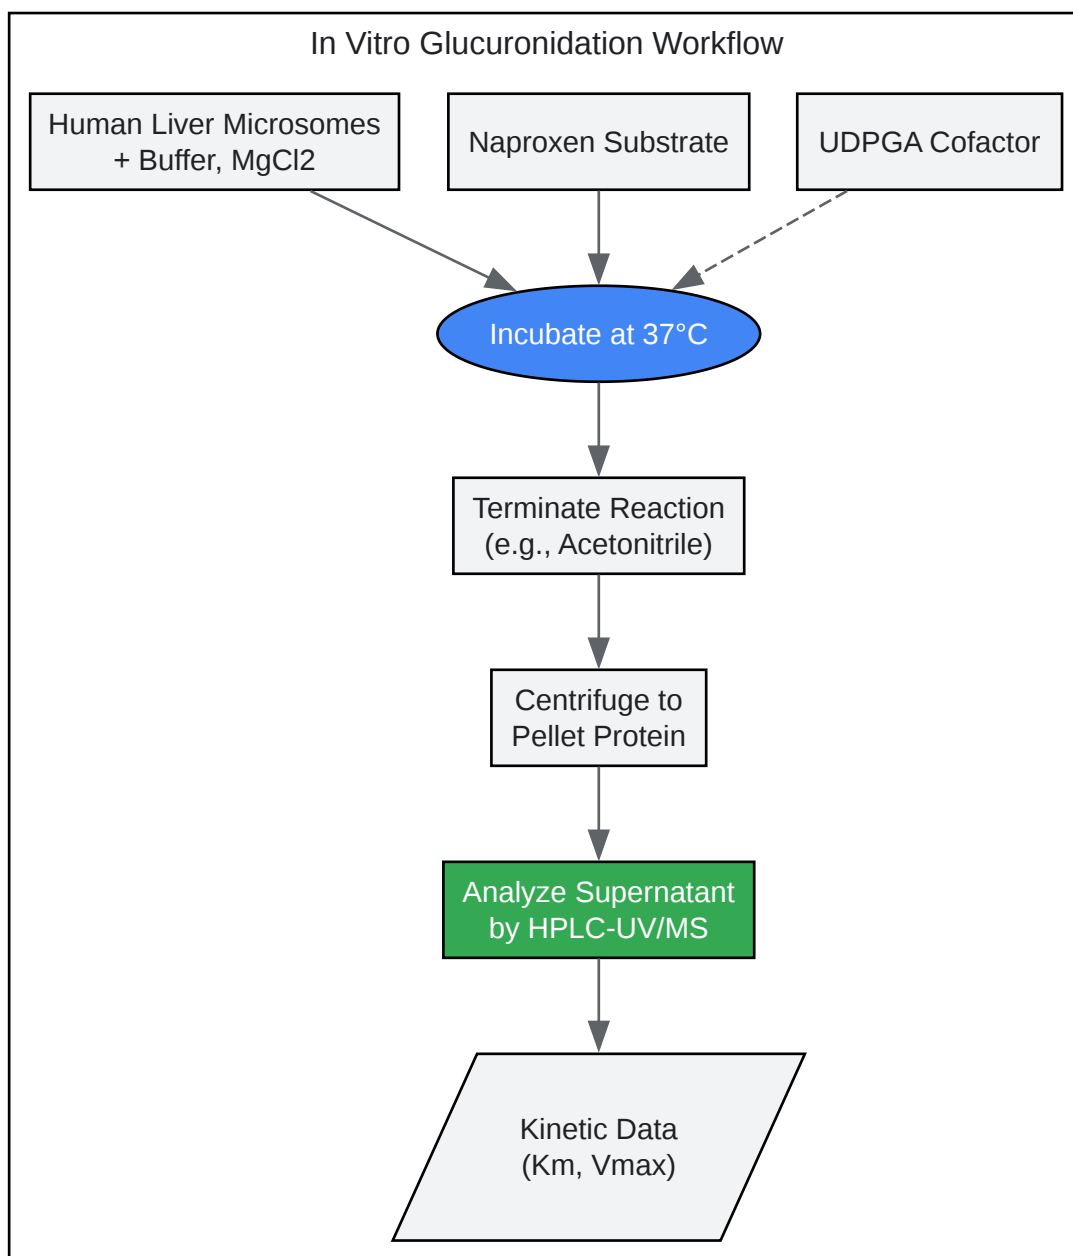 In Vitro Glucuronidation Workflow
Human Liver Microsomes
+ Buffer, MgCl2
Naproxen Substrate
UDPGA Cofactor
Incubate at 37°C
Terminate Reaction
(e.g., Acetonitrile)
Centrifuge to
Pellet Protein
Analyze Supernatant
by HPLC-UV/MS
Kinetic Data
(Km, Vmax)